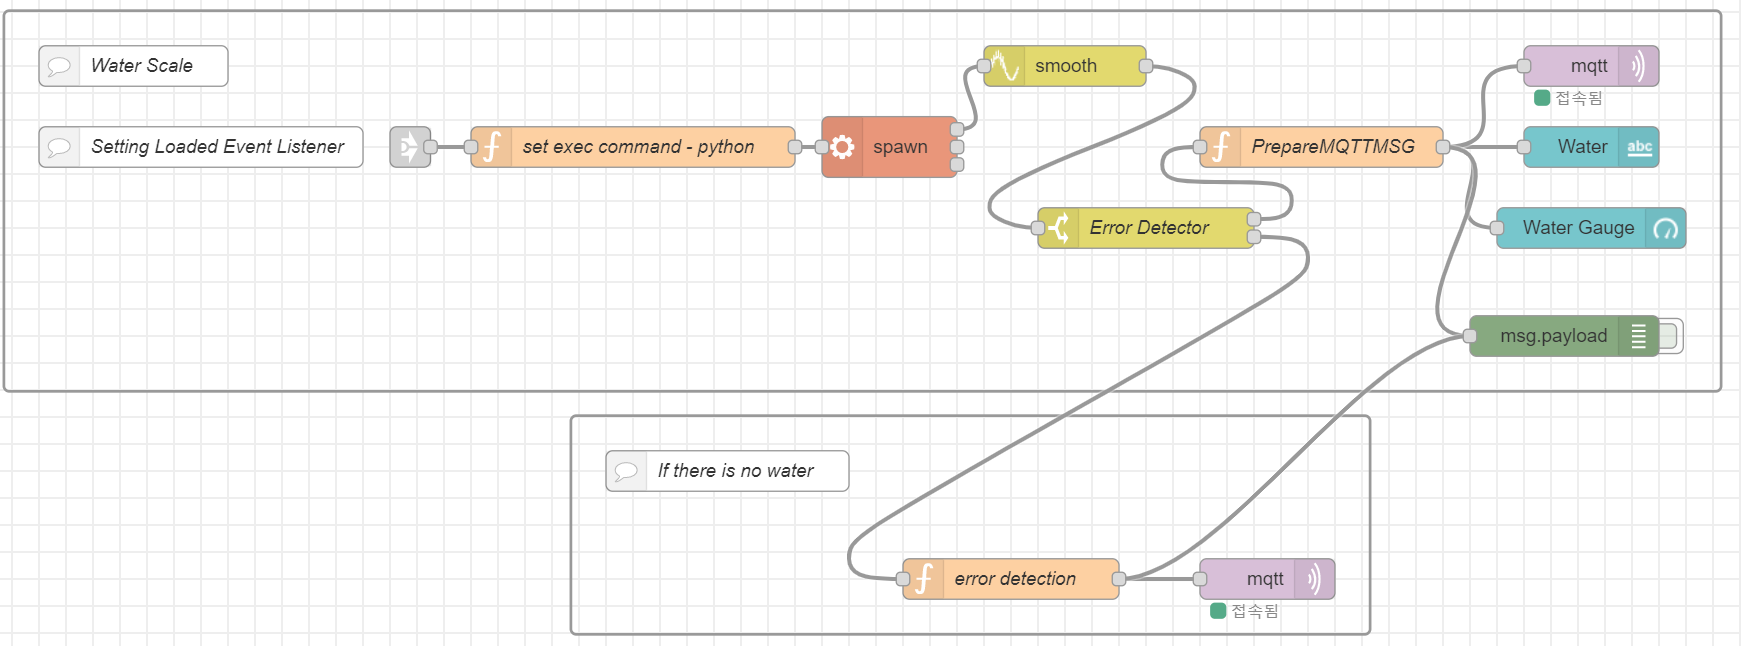 Water Scale
smooth
mqtt
접속됨
Setting Loaded Event Listener
set exec command - python
spawn
PrepareMQTTMSG
Water
abc
Error Detector
Water Gauge
msg.payload
If there is no water
error detection
mqtt
접속됨